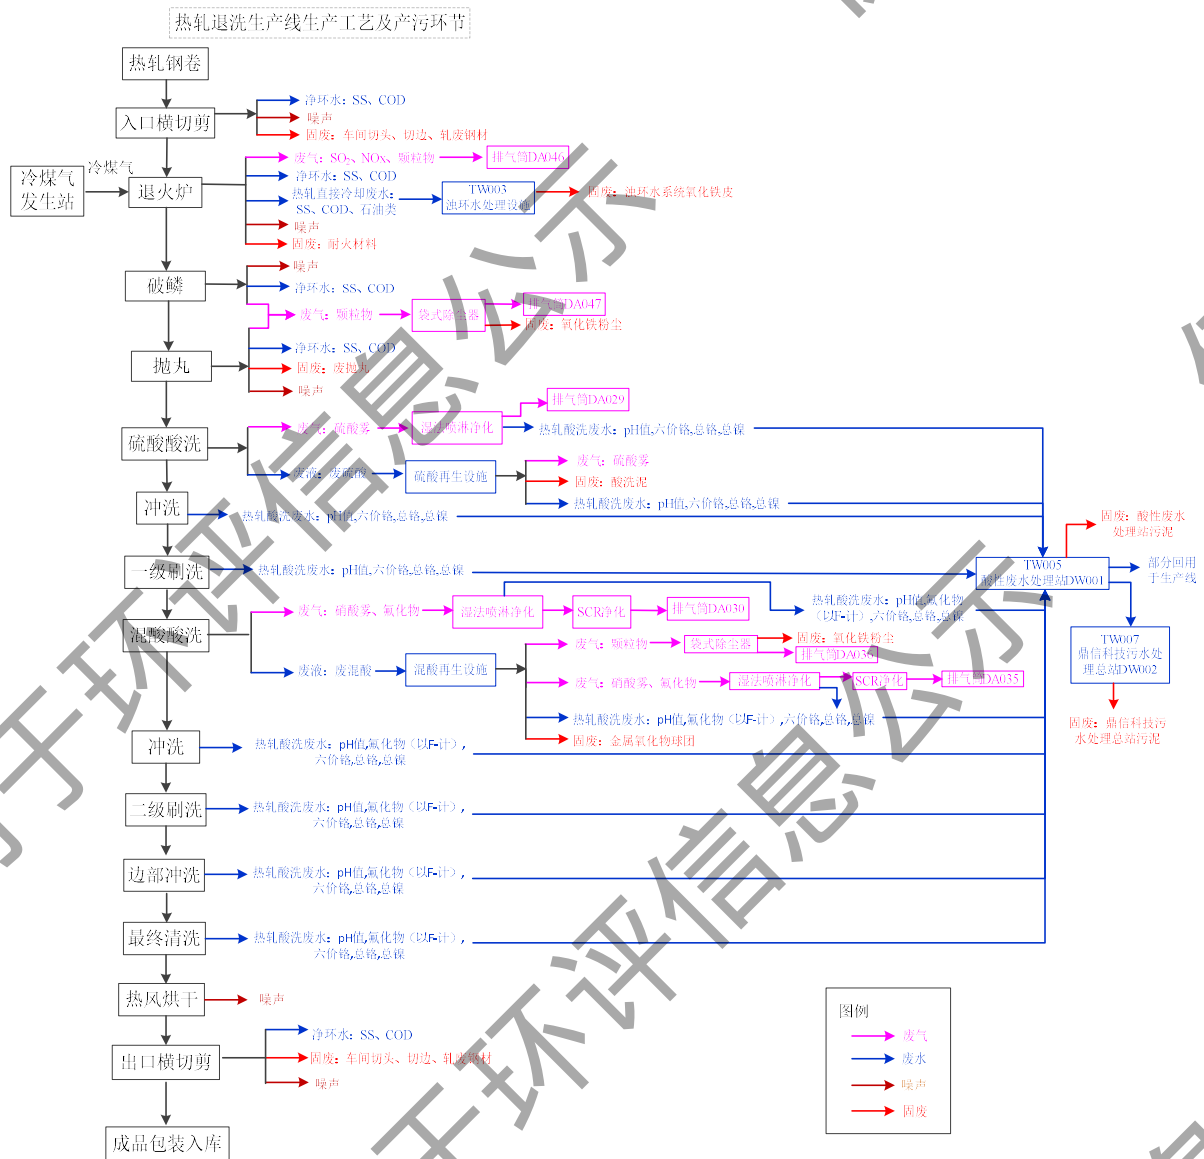 热轧退洗生产线生产工艺及产污环节
热轧钢卷
入口横切剪
净环水：SS、COD
噪声
固废：车间切头、切边、轧废钢材
冷煤气
发生站
冷煤气
退火炉
废气：SO₂、NOx、颗粒物
排气筒DA046
净环水：SS、COD
热轧直接冷却废水：
SS、COD、石油类
TW003
浊环水处理设施
固废：浊环水系统氧化铁皮
噪声
固废：耐火材料
破鳞
噪声
净环水：SS、COD
废气：颗粒物
袋式除尘器
排气筒DA047
固废：氧化铁粉尘
抛丸
净环水：SS、COD
固废：废抛丸
噪声
硫酸酸洗
废气：硫酸雾
湿法喷淋净化
排气筒DA029
热轧酸洗废水：pH值,六价铬,总铬,总镍
废液：废硫酸
硫酸再生设施
废气：硫酸雾
固废：酸洗泥
热轧酸洗废水：pH值,六价铬,总铬,总镍
冲洗
热轧酸洗废水：pH值,六价铬,总铬,总镍
一级刷洗
热轧酸洗废水：pH值,六价铬,总铬,总镍
固废：酸性废水
处理站污泥
TW005
酸性废水处理站DW001
部分回用
于生产线
混酸酸洗
废气：硝酸雾、氟化物
湿法喷淋净化
SCR净化
排气筒DA030
热轧酸洗废水：pH值,氟化物
（以F-计）,六价铬,总铬,总镍
TW007
鼎信科技污水处
理总站DW002
固废：鼎信科技污
水处理总站污泥
废液：废混酸
混酸再生设施
废气：颗粒物
袋式除尘器
固废：氧化铁粉尘
排气筒DA036
废气：硝酸雾、氟化物
湿法喷淋净化
SCR净化
排气筒DA035
热轧酸洗废水：pH值,氟化物（以F-计）,六价铬,总铬,总镍
固废：金属氧化物球团
冲洗
热轧酸洗废水：pH值,氟化物（以F-计）,
六价铬,总铬,总镍
二级刷洗
热轧酸洗废水：pH值,氟化物（以F-计）,
六价铬,总铬,总镍
边部冲洗
热轧酸洗废水：pH值,氟化物（以F-计）,
六价铬,总铬,总镍
最终清洗
热轧酸洗废水：pH值,氟化物（以F-计）,
六价铬,总铬,总镍
热风烘干
噪声
出口横切剪
净环水：SS、COD
固废：车间切头、切边、轧废钢材
噪声
成品包装入库
图例
废气
废水
噪声
固废
于环评信息公示
于环评信息公示